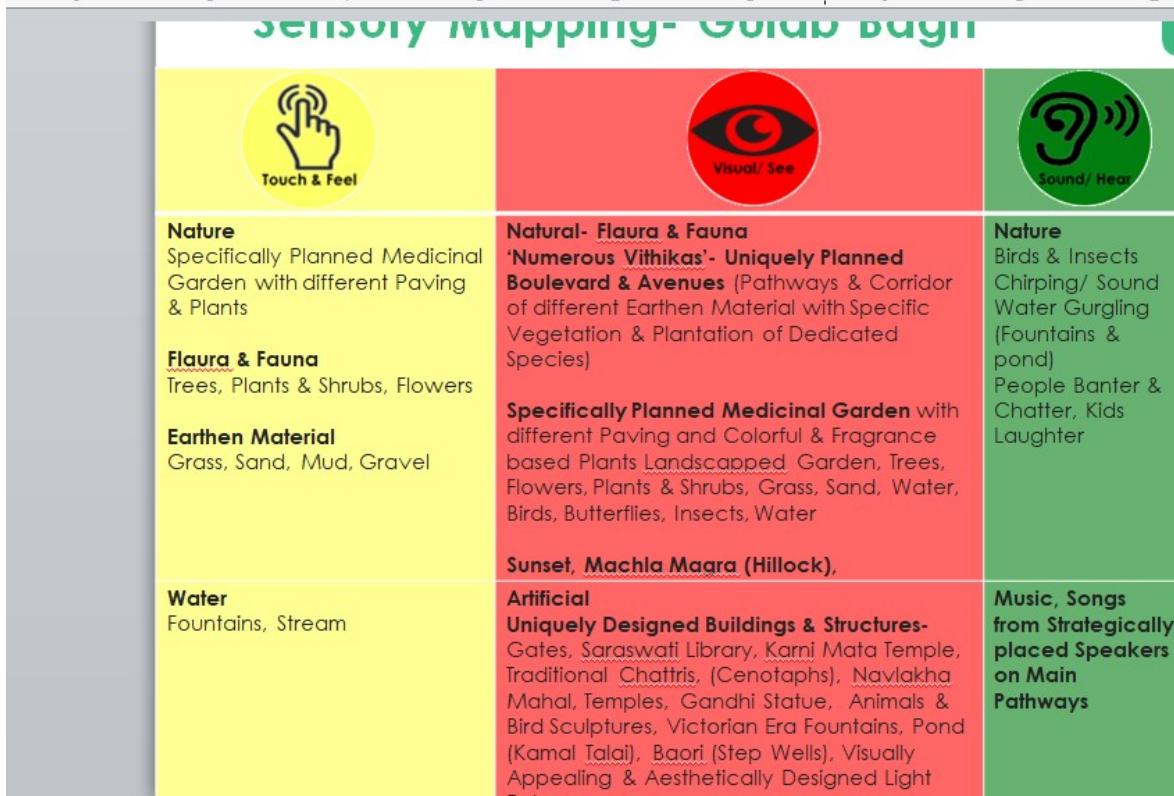 Sensory Mapping- Gulab Bagh
Touch & Feel
Visual/ See
Sound/ Hear
Nature
Specifically Planned Medicinal
Garden with different Paving
& Plants
Flaura & Fauna
Trees, Plants & Shrubs, Flowers
Earthen Material
Grass, Sand, Mud, Gravel
Natural- Flaura & Fauna
‘Numerous Vithikas’- Uniquely Planned
Boulevard & Avenues (Pathways & Corridor
of different Earthen Material with Specific
Vegetation & Plantation of Dedicated
Species)
Specifically Planned Medicinal Garden with
different Paving and Colorful & Fragrance
based Plants Landscapped Garden, Trees,
Flowers, Plants & Shrubs, Grass, Sand, Water,
Birds, Butterflies, Insects, Water
Sunset, Machla Magra (Hillock),
Nature
Birds & Insects
Chirping/ Sound
Water Gurgling
(Fountains &
pond)
People Banter &
Chatter, Kids
Laughter
Water
Fountains, Stream
Artificial
Uniquely Designed Buildings & Structures-
Gates, Saraswati Library, Karni Mata Temple,
Traditional Chattris, (Cenotaphs), Navlakha
Mahal, Temples, Gandhi Statue, Animals &
Bird Sculptures, Victorian Era Fountains, Pond
(Kamal Talai), Baori (Step Wells), Visually
Appealing & Aesthetically Designed Light
Music, Songs
from Strategically
placed Speakers
on Main
Pathways